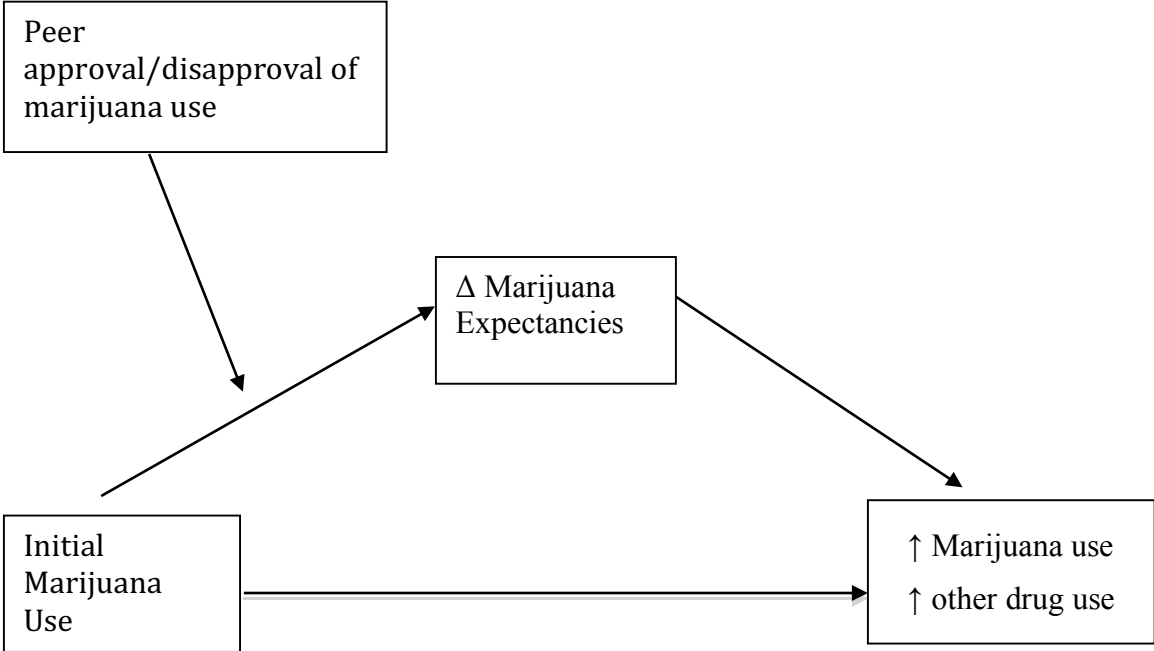 Peer
approval/disapproval of
marijuana use
Δ Marijuana
Expectancies
Initial
Marijuana
Use
↑ Marijuana use
↑ other drug use